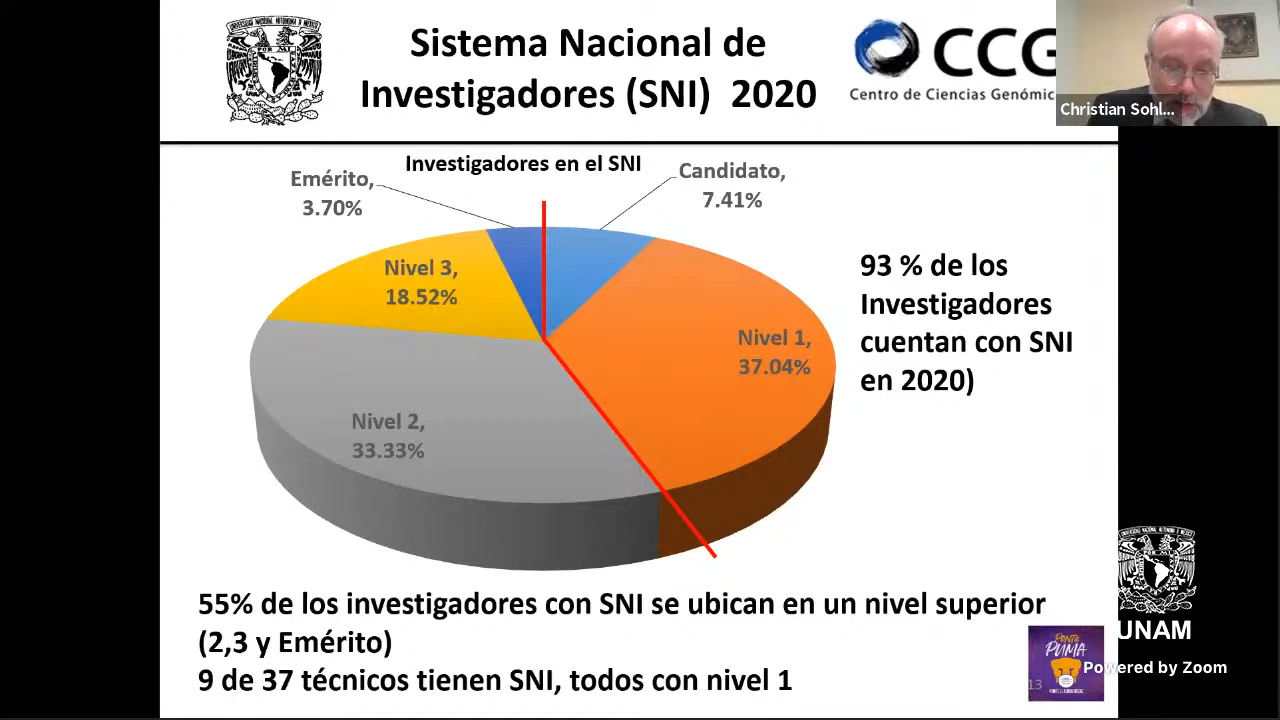 Sistema Nacional de
Investigadores (SNI) 2020
CCG
Centro de Ciencias Genómic
Christian Sohl...
Investigadores en el SNI
Emérito,
3.70%
Candidato,
7.41%
Nivel 3,
18.52%
Nivel 1,
37.04%
Nivel 2,
33.33%
93 % de los
Investigadores
cuentan con SNI
en 2020)
55% de los investigadores con SNI se ubican en un nivel superior
(2,3 y Emérito)
9 de 37 técnicos tienen SNI, todos con nivel 1
PONTE
PUMA
13
UNAM
Powered by Zoom